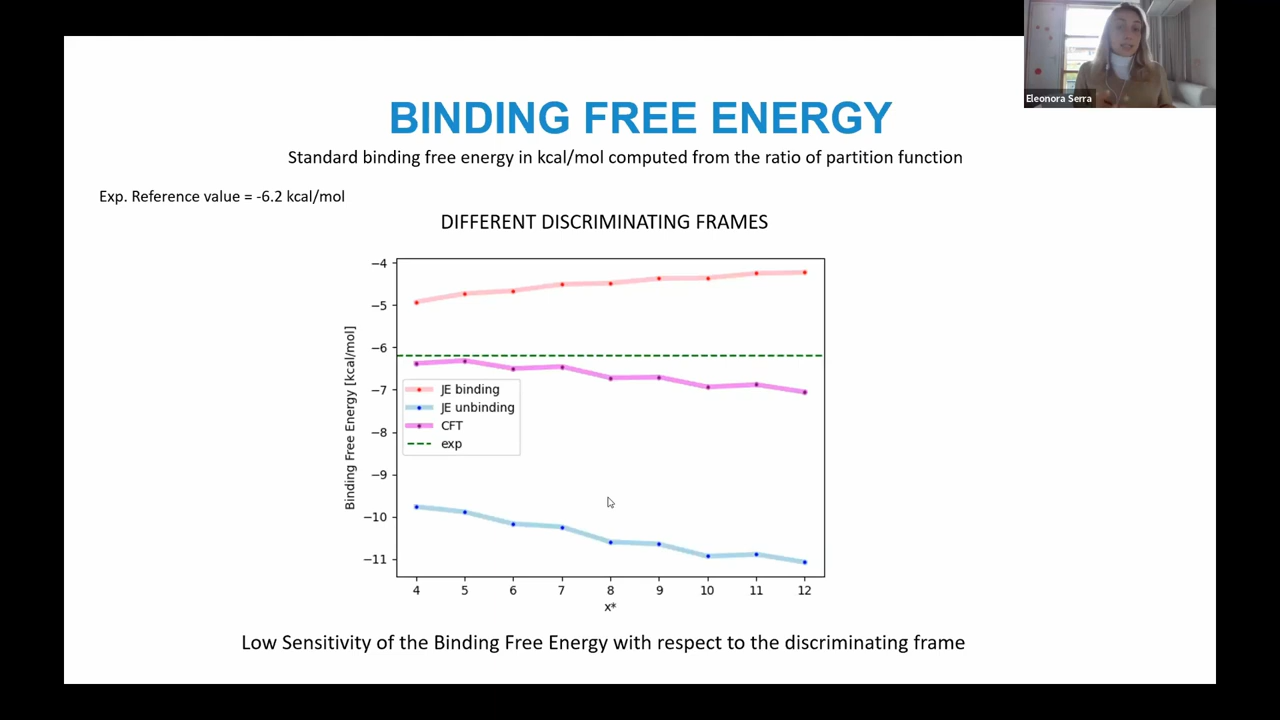 Eleonora Serra
BINDING FREE ENERGY
Standard binding free energy in kcal/mol computed from the ratio of partition function
Exp. Reference value = -6.2 kcal/mol
DIFFERENT DISCRIMINATING FRAMES
Binding Free Energy [kcal/mol]
−4
−5
−6
−7
−8
−9
−10
−11
JE binding
JE unbinding
CFT
exp
4 5 6 7 8 9 10 11 12
x*
Low Sensitivity of the Binding Free Energy with respect to the discriminating frame